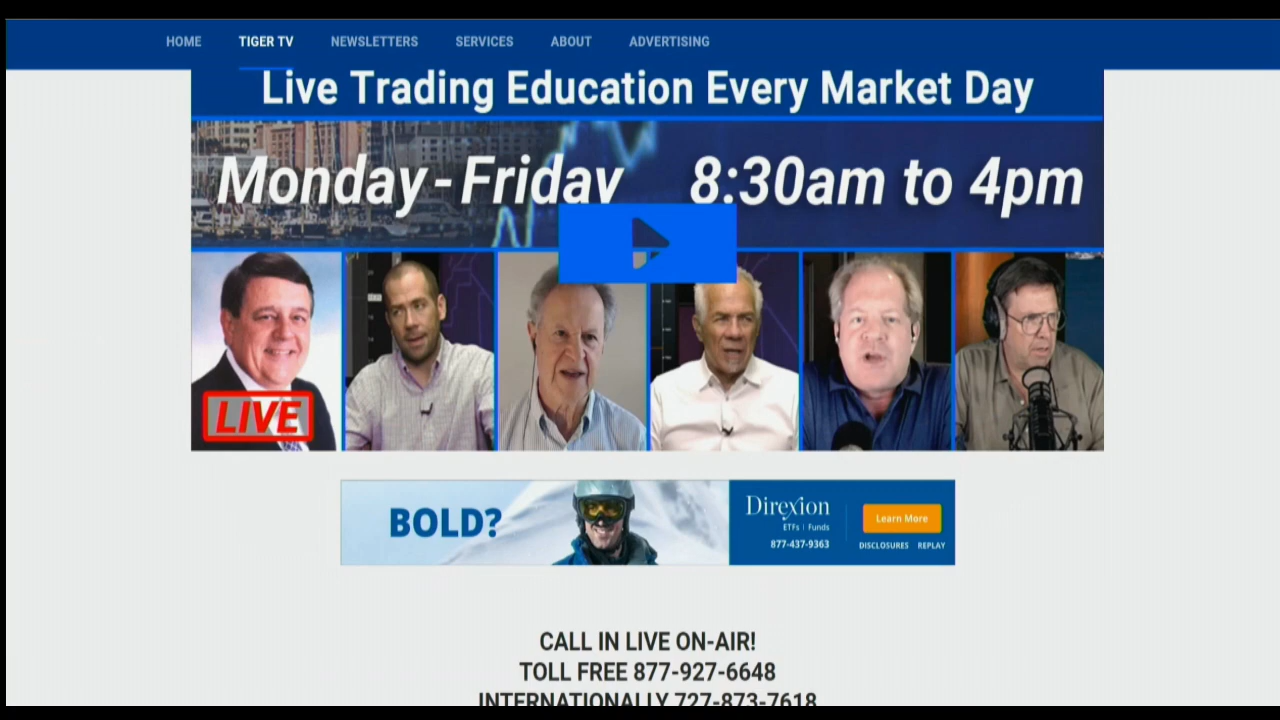 HOME TIGER TV NEWSLETTERS SERVICES ABOUT ADVERTISING
Live Trading Education Every Market Day
Monday - Friday 8:30am to 4pm
LIVE
BOLD?
Direxion
ETFs | Funds
877-437-9363
Learn More
DISCLOSURES REPLAY
CALL IN LIVE ON-AIR!
TOLL FREE 877-927-6648
INTERNATIONALLY 727-873-7618